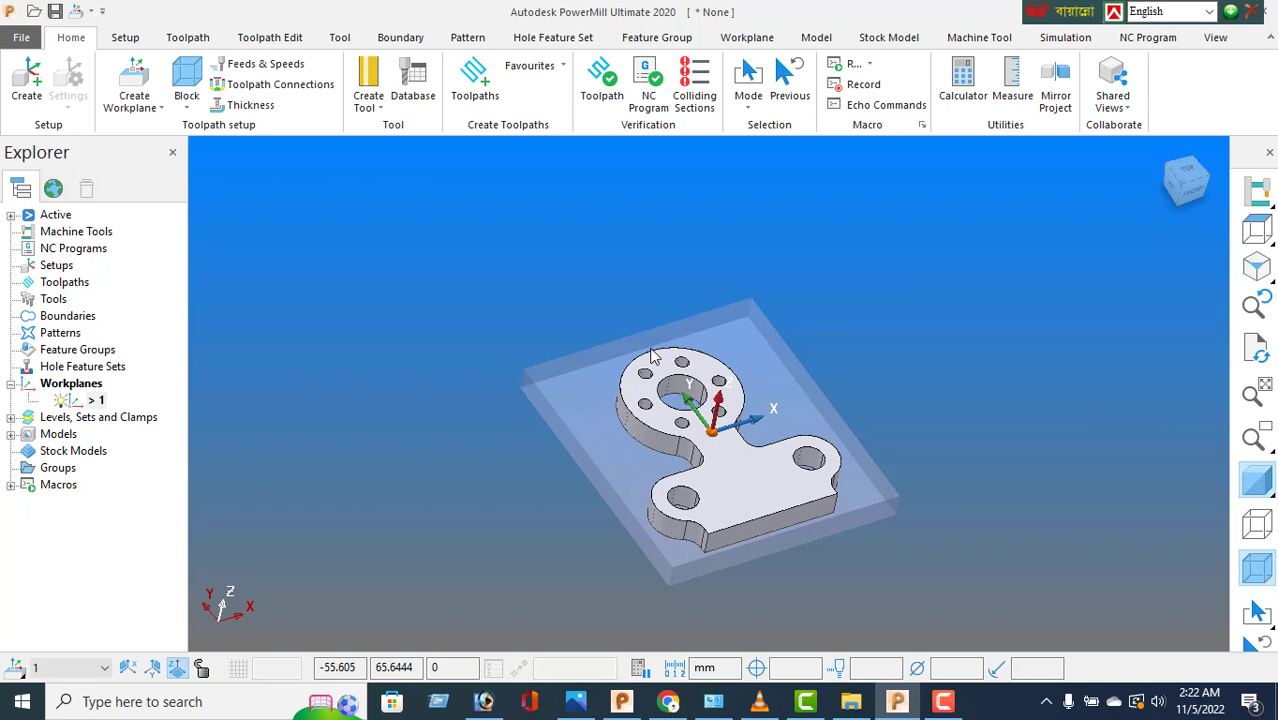 Autodesk PowerMill Ultimate 2020 [ * None ]
বায়ান্নো
English
File
Home
Setup
Toolpath
Toolpath Edit
Tool
Boundary
Pattern
Hole Feature Set
Feature Group
Workplane
Model
Stock Model
Machine Tool
Simulation
NC Program
View
Create
Settings
Setup
Create Workplane
Block
Feeds & Speeds
Toolpath Connections
Thickness
Toolpath setup
Create Tool
Database
Tool
Toolpaths
Favourites
Create Toolpaths
Toolpath
NC Program
Colliding Sections
Verification
Mode
Previous
Selection
R...
Record
Echo Commands
Macro
Calculator
Measure
Mirror Project
Utilities
Shared Views
Collaborate
Explorer
Active
Machine Tools
NC Programs
Setups
Toolpaths
Tools
Boundaries
Patterns
Feature Groups
Hole Feature Sets
Workplanes
> 1
Levels, Sets and Clamps
Models
Stock Models
Groups
Macros
TOP
FRONT
Y
Z
X
Y
Z
X
1
-55.605
65.6444
0
mm
Type here to search
2:22 AM
11/5/2022
3